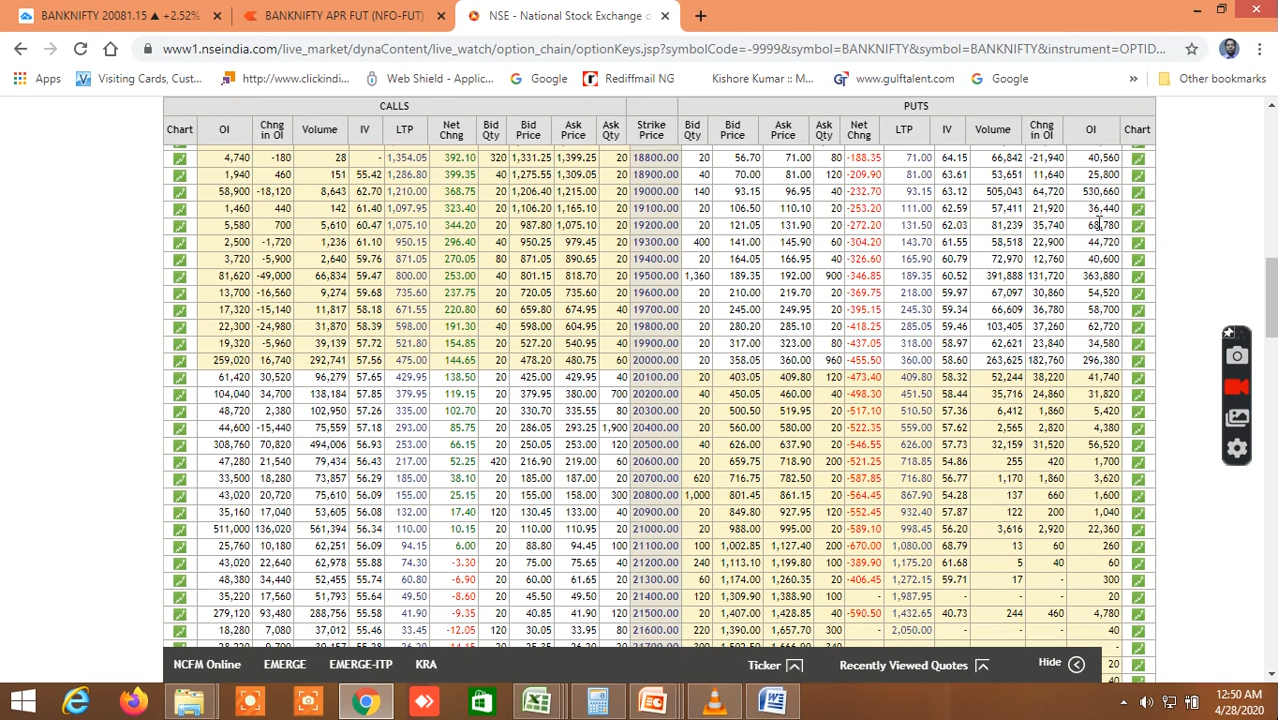 BANKNIFTY 20081.15 ▲ +2.52% BANKNIFTY APR FUT (NFO-FUT) NSE - National Stock Exchange o
www1.nseindia.com/live_market/dynaContent/live_watch/option_chain/optionKeys.jsp?symbolCode=-9999&symbol=BANKNIFTY&symbol=BANKNIFTY&instrument=OPTID...
Apps Visiting Cards, Cust... http://www.clickindi... Web Shield - Applic... Google Rediffmail NG Kishore Kumar :: M... www.gulftalent.com Google » Other bookmarks
CALLS PUTS
Chart OI Chng in OI Volume IV LTP Net Chng Bid Qty Bid Price Ask Price Ask Qty Strike Price Bid Qty Bid Price Ask Price Ask Qty Net Chng LTP IV Volume Chng in OI OI Chart
4,740 -180 28 - 1,354.05 392.10 320 1,331.25 1,399.25 20 18800.00 20 56.70 71.00 80 -188.35 71.00 64.15 66,842 -21,940 40,560
1,940 460 151 55.42 1,286.80 399.35 40 1,275.55 1,309.05 20 18900.00 40 70.00 81.00 120 -209.90 81.00 63.61 53,651 11,640 25,800
58,900 -18,120 8,643 62.70 1,210.00 368.75 20 1,206.40 1,215.00 20 19000.00 140 93.15 96.95 40 -232.70 93.15 63.12 505,043 64,720 530,660
1,460 440 142 61.40 1,097.95 323.40 20 1,106.20 1,165.10 20 19100.00 20 106.50 110.10 20 -253.20 111.00 62.59 57,411 21,920 36,440
5,580 700 5,610 60.47 1,075.10 344.20 20 987.80 1,075.10 20 19200.00 20 121.05 131.90 20 -272.20 131.50 62.03 81,239 35,740 68,780
2,500 -1,720 1,236 61.10 950.15 296.40 40 950.25 979.45 20 19300.00 400 141.00 145.90 60 -304.20 143.70 61.55 58,518 22,900 44,720
3,720 -5,900 2,640 59.76 871.05 270.05 80 871.05 890.65 20 19400.00 20 164.05 166.95 40 -326.60 165.90 60.79 72,970 12,760 40,600
81,620 -49,000 66,834 59.47 800.00 253.00 40 801.15 818.70 20 19500.00 1,360 189.35 192.00 900 -346.85 189.35 60.52 391,888 131,720 363,880
13,700 -16,560 9,274 59.68 735.60 237.75 20 720.05 735.60 20 19600.00 20 210.00 219.70 20 -369.75 218.00 59.97 67,097 30,860 54,520
17,320 -15,140 11,817 58.18 671.55 220.80 60 659.80 674.95 40 19700.00 20 245.00 249.95 20 -395.15 245.30 59.34 66,609 36,780 58,700
22,300 -24,980 31,870 58.39 598.00 191.30 40 598.00 604.95 20 19800.00 20 280.20 285.10 20 -418.25 285.05 59.46 103,405 37,260 62,720
19,320 -5,960 39,139 57.72 521.80 154.85 20 527.20 540.95 40 19900.00 20 317.00 323.00 80 -437.05 318.00 58.97 62,621 23,840 34,580
259,020 16,740 292,741 57.56 475.00 144.65 20 478.20 480.75 60 20000.00 20 358.05 360.00 960 -455.50 360.00 58.60 263,625 182,760 296,380
61,420 30,520 96,279 57.65 429.95 138.50 20 425.00 429.95 40 20100.00 20 403.05 409.80 120 -473.40 409.80 58.32 52,244 38,220 41,740
104,040 34,700 138,184 57.85 379.95 119.15 20 379.95 380.00 700 20200.00 20 450.05 460.00 40 -498.30 451.50 58.44 35,716 24,860 31,820
48,720 2,380 102,950 57.26 335.00 102.70 20 330.70 335.55 80 20300.00 20 500.50 519.95 20 -517.10 510.50 57.36 6,412 1,860 5,420
44,600 -15,440 75,559 57.18 293.00 85.75 20 286.05 293.25 1,900 20400.00 20 560.00 580.00 20 -522.35 559.00 57.62 2,565 2,820 4,380
308,760 70,820 494,006 56.93 253.00 66.15 20 250.05 253.00 120 20500.00 40 626.00 637.90 20 -546.55 626.00 57.73 32,159 31,520 56,520
47,280 21,540 79,434 56.43 217.00 52.25 420 216.90 219.00 60 20600.00 20 659.75 718.90 200 -521.25 718.85 54.86 255 420 1,700
33,500 18,280 73,857 56.29 185.00 38.10 20 185.00 187.00 20 20700.00 620 716.75 782.50 20 -587.85 716.80 56.77 1,170 1,860 3,620
43,020 20,720 75,610 56.09 155.00 25.15 20 155.00 158.00 300 20800.00 1,000 801.45 861.15 20 -564.45 867.90 54.28 137 660 1,600
35,160 17,040 53,605 56.08 132.00 17.40 120 130.45 133.00 40 20900.00 20 849.80 927.95 120 -552.45 932.40 57.87 122 200 1,040
511,000 136,020 561,394 56.34 110.00 10.15 20 110.00 110.95 20 21000.00 20 988.00 995.00 20 -589.10 998.45 56.20 3,616 2,920 22,360
25,760 10,180 62,251 56.09 94.15 6.00 20 88.80 94.45 100 21100.00 100 1,002.85 1,127.40 200 -670.00 1,080.00 68.79 13 60 260
43,020 22,640 62,978 55.88 74.30 -3.30 20 75.00 75.65 40 21200.00 240 1,113.10 1,199.80 100 -389.90 1,175.20 61.68 5 40 60
48,380 34,440 52,455 55.74 60.80 -6.90 20 60.00 61.65 20 21300.00 60 1,174.00 1,260.35 20 -406.45 1,272.15 59.71 17 - 300
35,220 17,560 51,793 55.64 49.50 -8.60 20 45.50 49.50 20 21400.00 120 1,309.90 1,388.90 100 - 1,987.95 - - - 20
279,120 93,480 288,756 55.58 41.90 -9.35 20 40.85 41.90 120 21500.00 20 1,407.00 1,428.85 40 -590.50 1,432.65 40.73 244 460 4,780
18,280 7,080 37,012 55.46 33.45 -12.05 120 30.05 33.95 80 21600.00 220 1,390.00 1,657.70 300 - 2,050.00 - - - 40
NCFM Online EMERGE EMERGE-ITP KRA Ticker Recently Viewed Quotes Hide 20
12:50 AM
4/28/2020